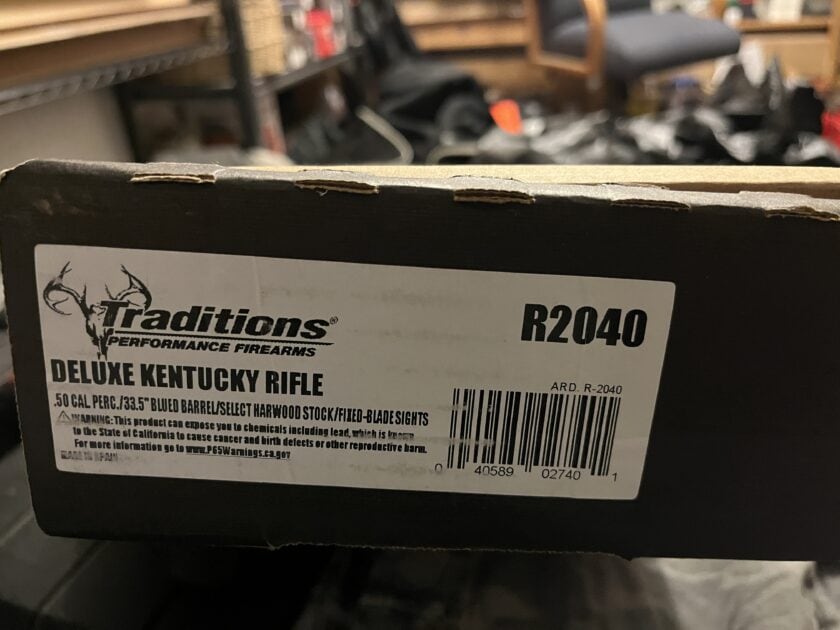 Traditions®
PERFORMANCE FIREARMS
R2040
DELUXE KENTUCKY RIFLE
.50 CAL. PERC./33.5" BLUED BARREL/SELECT HARWOOD STOCK/FIXED-BLADE SIGHTS
WARNING: This product can expose you to chemicals including lead, which is known
to the State of California to cause cancer and birth defects or other reproductive harm.
For more information go to www.P65Warnings.ca.gov
MADE IN SPAIN
ARD. R-2040
0 40589 02740 1